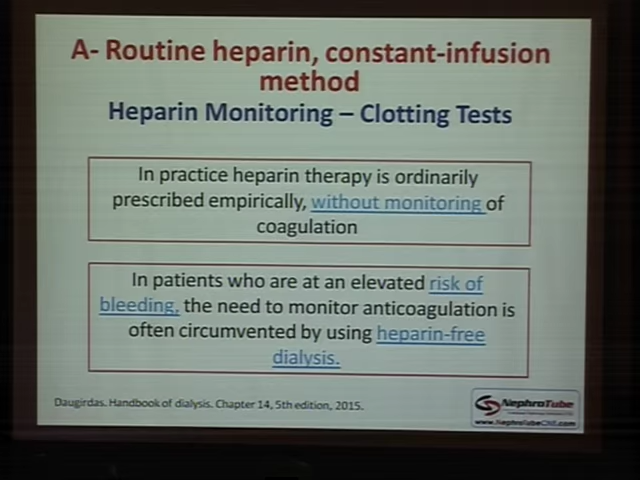 A- Routine heparin, constant-infusion
method
Heparin Monitoring – Clotting Tests
In practice heparin therapy is ordinarily
prescribed empirically, without monitoring of
coagulation
In patients who are at an elevated risk of
bleeding, the need to monitor anticoagulation is
often circumvented by using heparin-free
dialysis.
Daugirdas. Handbook of dialysis. Chapter 14, 5th edition, 2015.
NephroTube
www.NephroTubeCNE.com